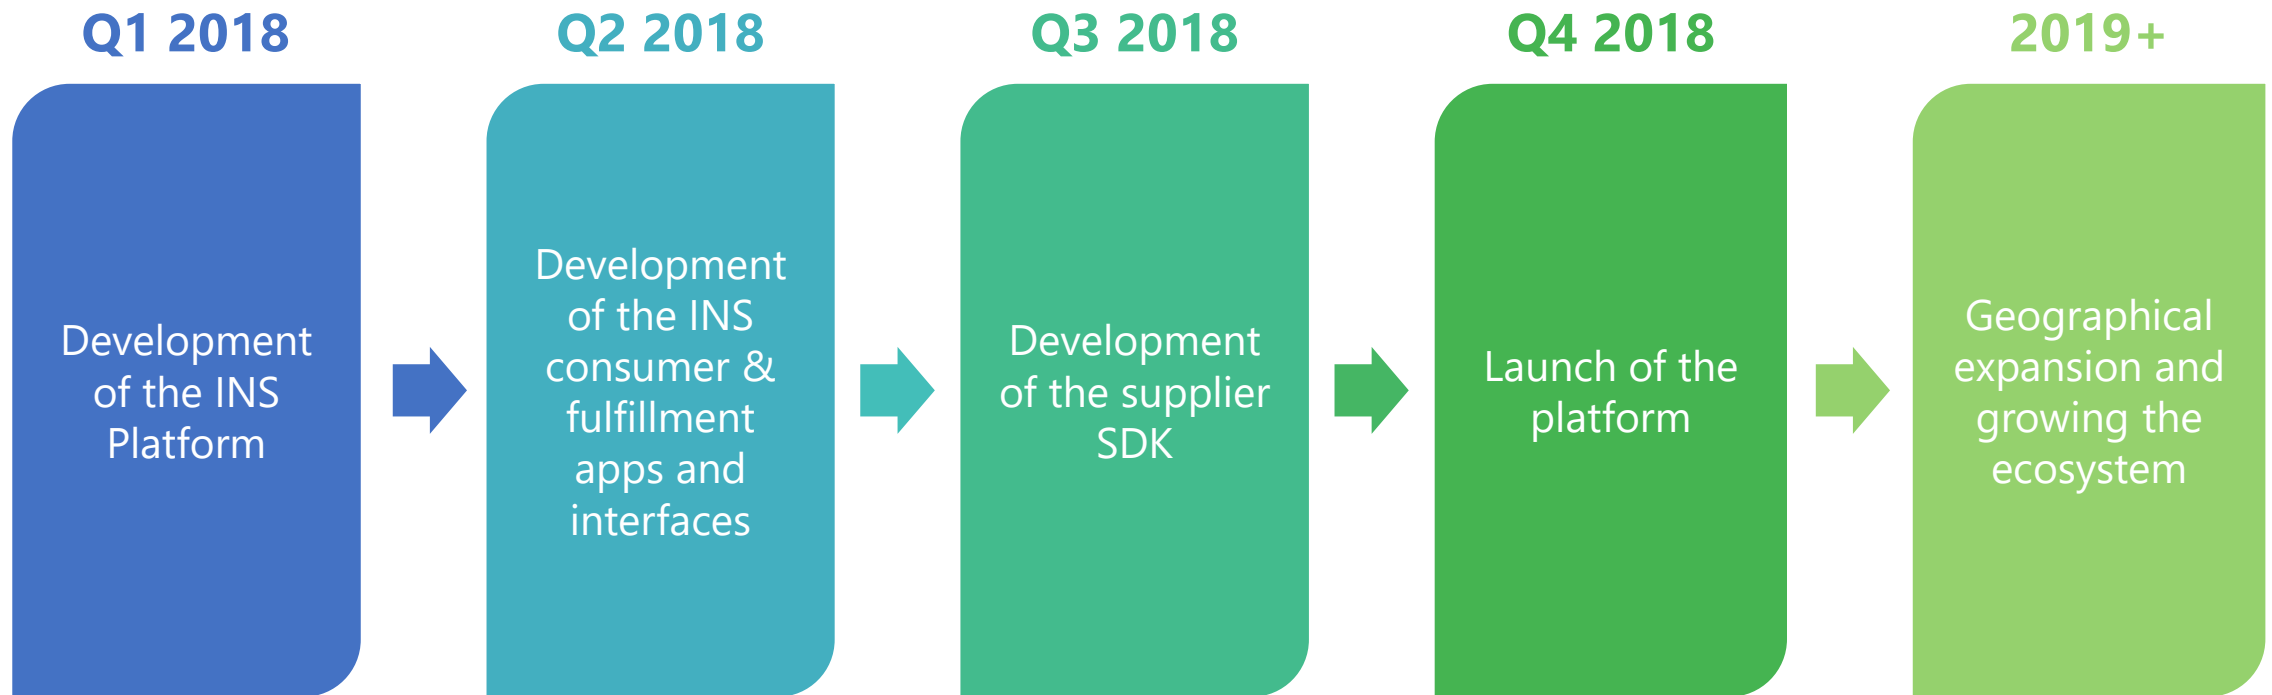 Q1 2018
Development
of the INS
Platform
Q2 2018
Development
of the INS
consumer &
fulfillment
apps and
interfaces
Q3 2018
Development
of the supplier
SDK
Q4 2018
Launch of the
platform
2019+
Geographical
expansion and
growing the
ecosystem